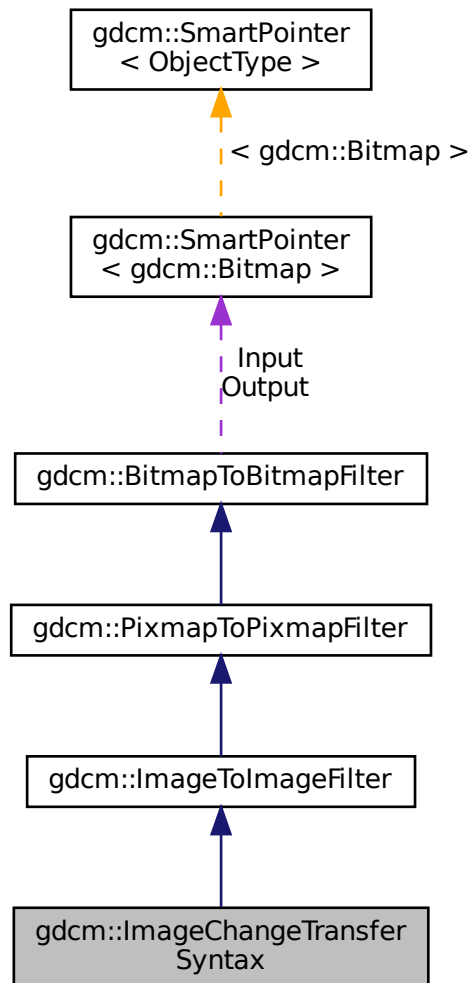 gdcm::SmartPointer
< ObjectType >
< gdcm::Bitmap >
gdcm::SmartPointer
< gdcm::Bitmap >
Input
Output
gdcm::BitmapToBitmapFilter
gdcm::PixmapToPixmapFilter
gdcm::ImageToImageFilter
gdcm::ImageChangeTransfer
Syntax